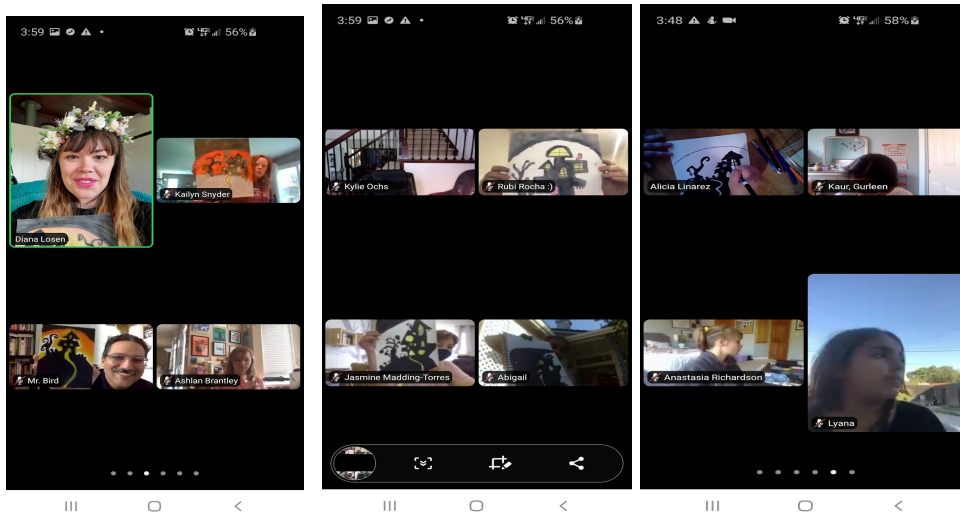 3:59
56%
Diana Losen
Kailyn Snyder
Mr. Bird
Ashlan Brantley
3:59
56%
Kylie Ochs
Rubi Rocha :)
Jasmine Madding-Torres
Abigail
3:48
58%
Alicia Linarez
Kaur, Gurleen
Anastasia Richardson
Lyana